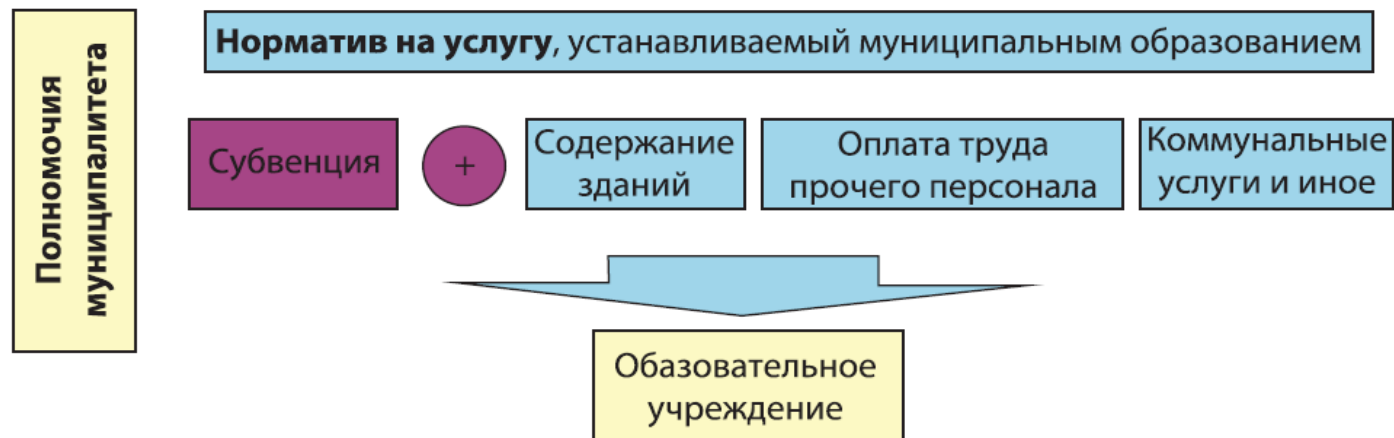 Полномочия
муниципалитета
Норматив на услугу, устанавливаемый муниципальным образованием
Субвенция
+
Содержание
зданий
Оплата труда
прочего персонала
Коммунальные
услуги и иное
Обазовательное
учреждение